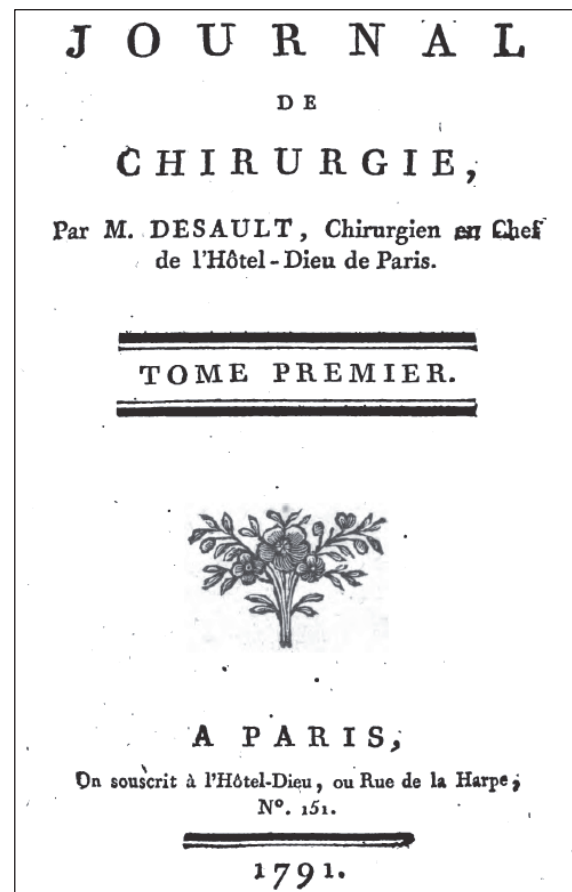 JOURNAL
DE
CHIRURGIE,
Par M. DESAULT, Chirurgien en Chef
de l'Hôtel-Dieu de Paris.
TOME PREMIER.
A PARIS,
On souscrit à l'Hôtel-Dieu, ou Rue de la Harpe,
Nº. 151.
1791.